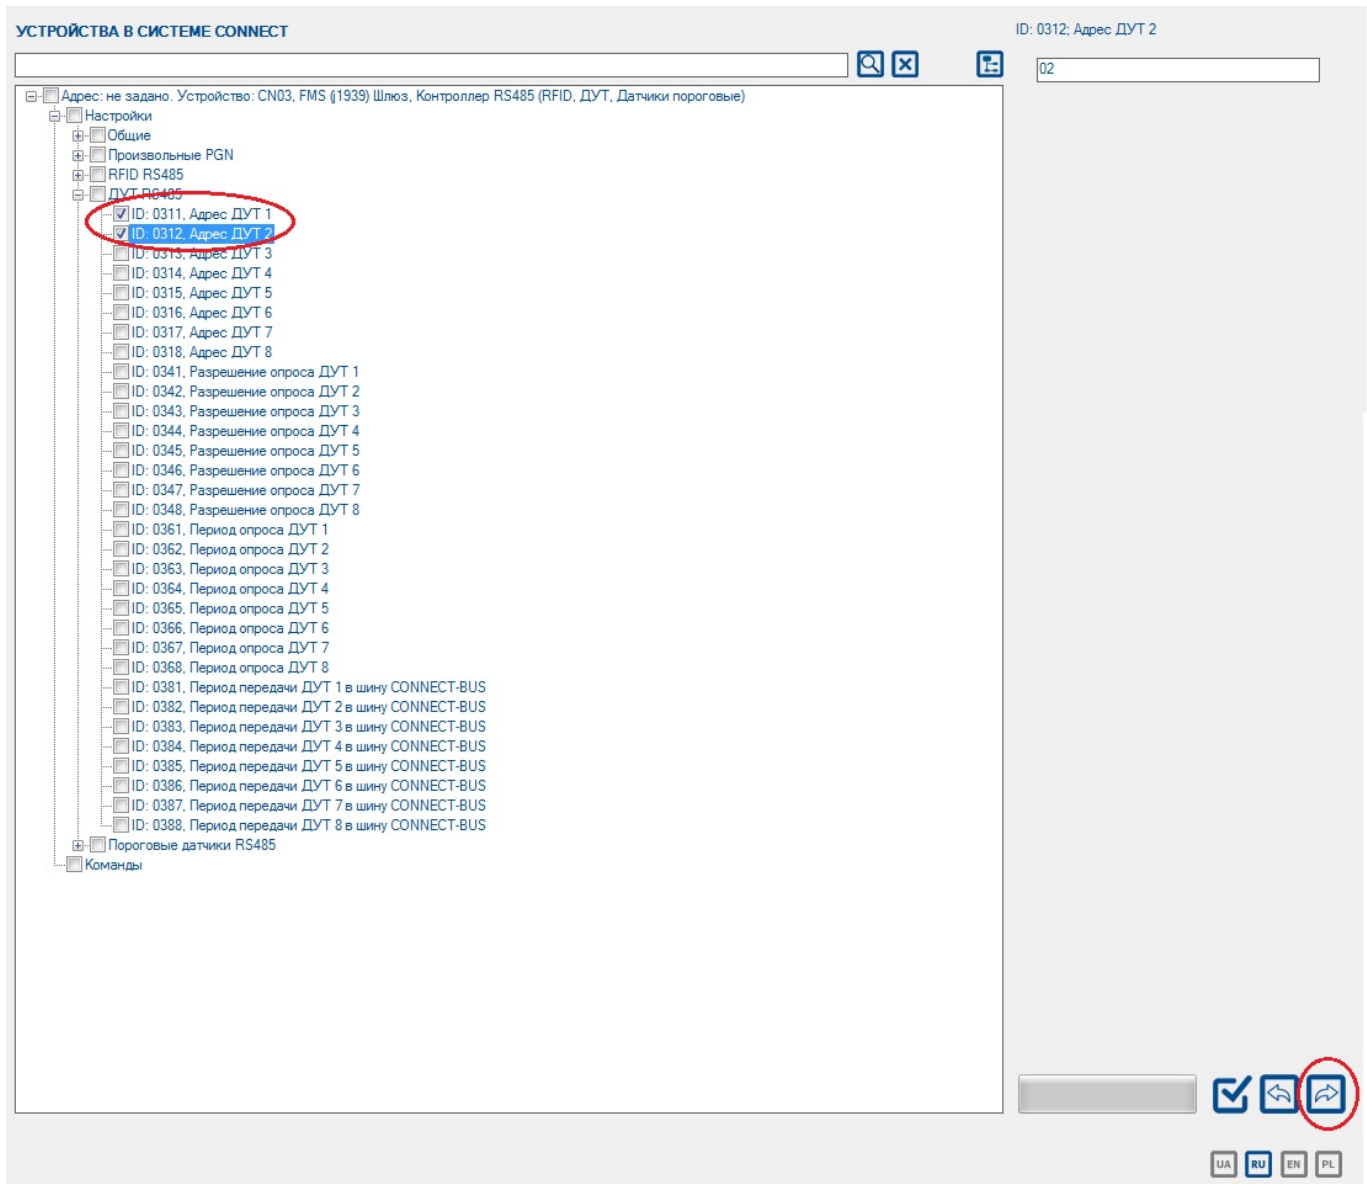 УСТРОЙСТВА В СИСТЕМЕ CONNECT
ID: 0312; Адрес ДУТ 2
02
Адрес: не задано. Устройство: CN03, FMS (j1939) Шлюз, Контроллер RS485 (RFID, ДУТ, Датчики пороговые)
Настройки
Общие
Произвольные PGN
RFID RS485
ДУТ RS485
ID: 0311, Адрес ДУТ 1
ID: 0312, Адрес ДУТ 2
ID: 0313, Адрес ДУТ 3
ID: 0314, Адрес ДУТ 4
ID: 0315, Адрес ДУТ 5
ID: 0316, Адрес ДУТ 6
ID: 0317, Адрес ДУТ 7
ID: 0318, Адрес ДУТ 8
ID: 0341, Разрешение опроса ДУТ 1
ID: 0342, Разрешение опроса ДУТ 2
ID: 0343, Разрешение опроса ДУТ 3
ID: 0344, Разрешение опроса ДУТ 4
ID: 0345, Разрешение опроса ДУТ 5
ID: 0346, Разрешение опроса ДУТ 6
ID: 0347, Разрешение опроса ДУТ 7
ID: 0348, Разрешение опроса ДУТ 8
ID: 0361, Период опроса ДУТ 1
ID: 0362, Период опроса ДУТ 2
ID: 0363, Период опроса ДУТ 3
ID: 0364, Период опроса ДУТ 4
ID: 0365, Период опроса ДУТ 5
ID: 0366, Период опроса ДУТ 6
ID: 0367, Период опроса ДУТ 7
ID: 0368, Период опроса ДУТ 8
ID: 0381, Период передачи ДУТ 1 в шину CONNECT-BUS
ID: 0382, Период передачи ДУТ 2 в шину CONNECT-BUS
ID: 0383, Период передачи ДУТ 3 в шину CONNECT-BUS
ID: 0384, Период передачи ДУТ 4 в шину CONNECT-BUS
ID: 0385, Период передачи ДУТ 5 в шину CONNECT-BUS
ID: 0386, Период передачи ДУТ 6 в шину CONNECT-BUS
ID: 0387, Период передачи ДУТ 7 в шину CONNECT-BUS
ID: 0388, Период передачи ДУТ 8 в шину CONNECT-BUS
Пороговые датчики RS485
Команды
UA RU EN PL